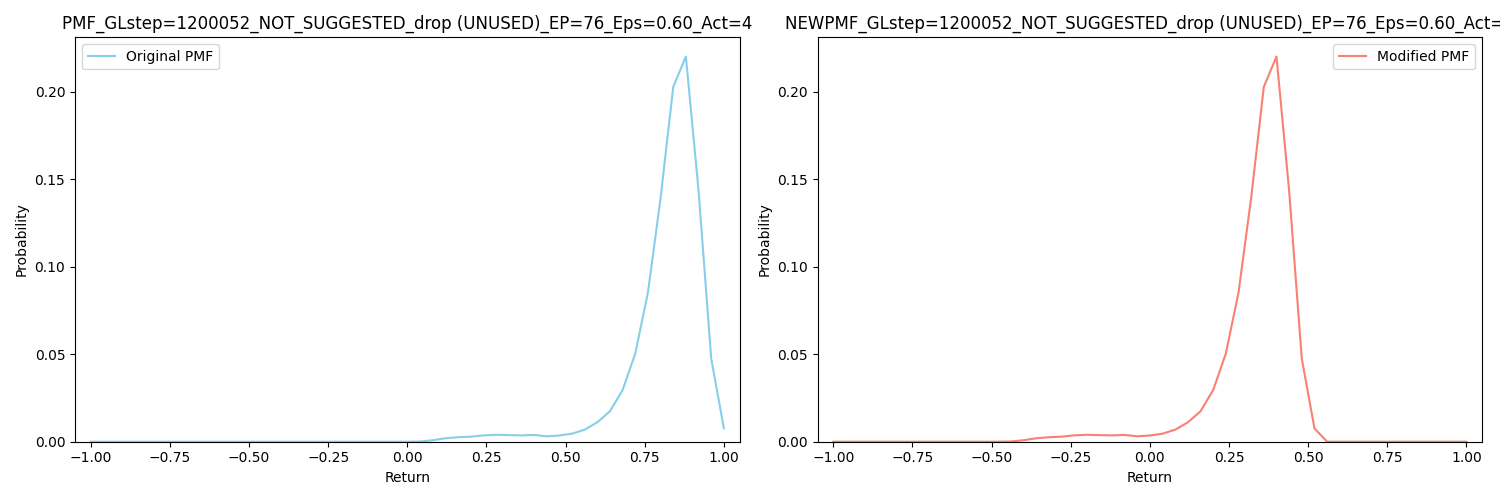 PMF_GLstep=1200052_NOT_SUGGESTED_drop (UNUSED)_EP=76_Eps=0.60_Act=4
Original PMF
0.20
0.15
0.10
0.05
0.00
Probability
−1.00 −0.75 −0.50 −0.25 0.00 0.25 0.50 0.75 1.00
Return
NEWPMF_GLstep=1200052_NOT_SUGGESTED_drop (UNUSED)_EP=76_Eps=0.60_Act=
Modified PMF
0.20
0.15
0.10
0.05
0.00
Probability
−1.00 −0.75 −0.50 −0.25 0.00 0.25 0.50 0.75 1.00
Return